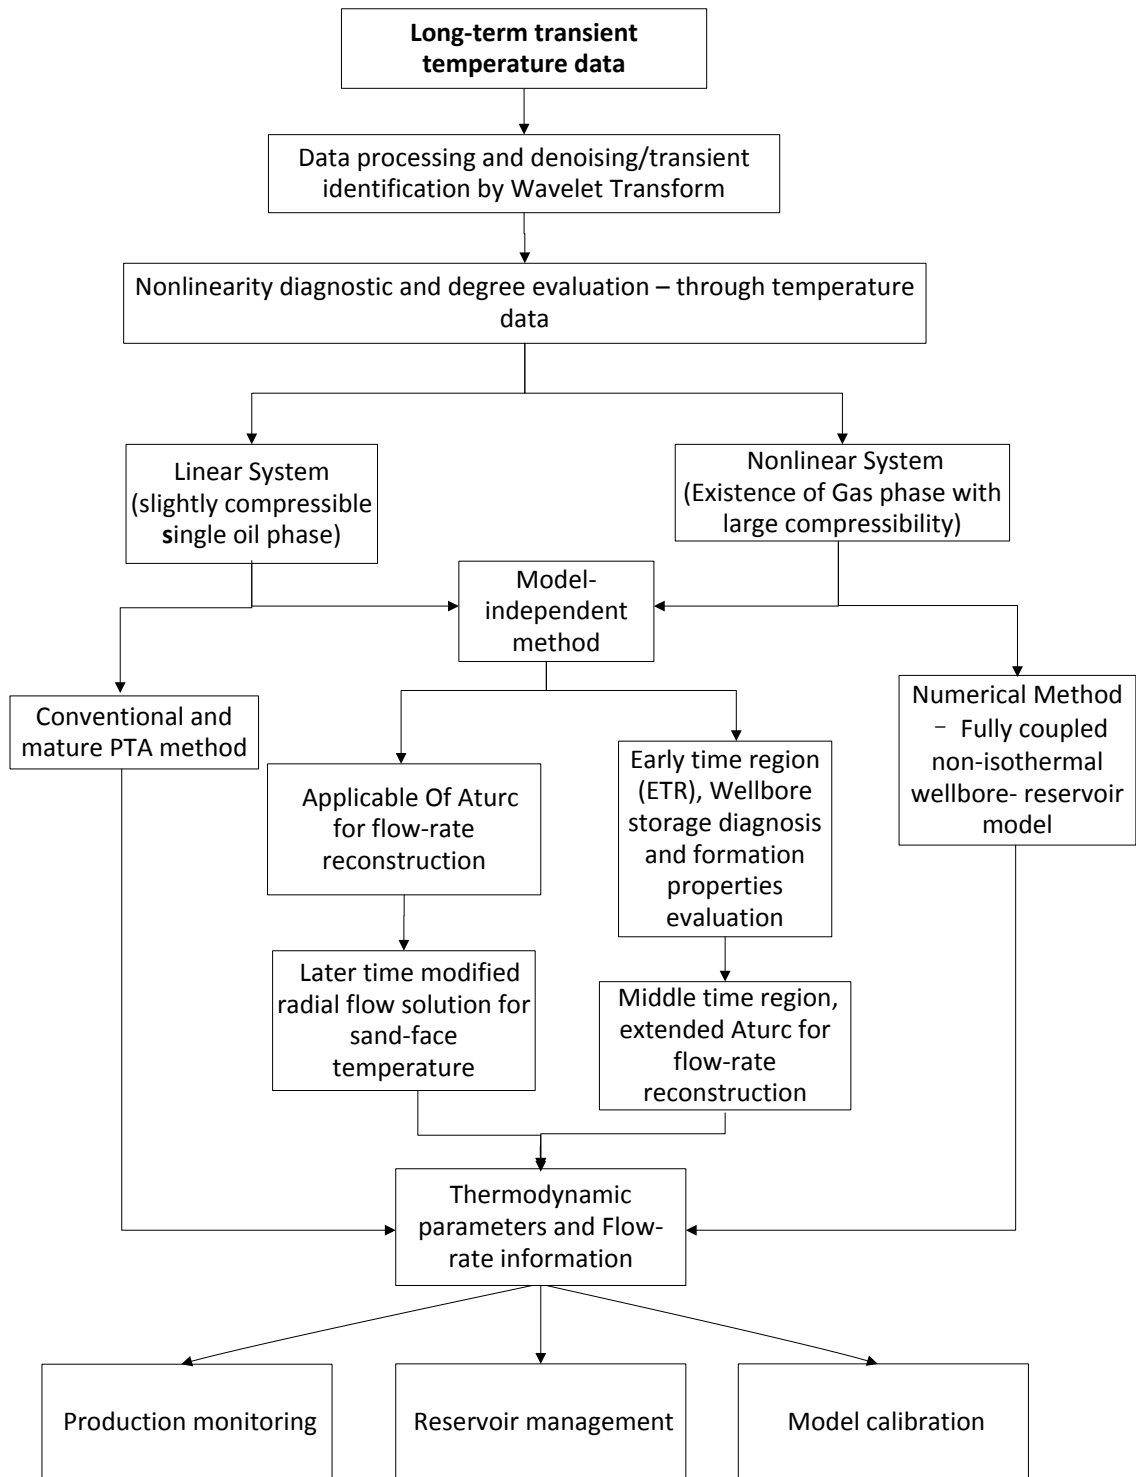 Long-term transient
temperature data
Data processing and denoising/transient
identification by Wavelet Transform
Nonlinearity diagnostic and degree evaluation – through temperature
data
Linear System
(slightly compressible
single oil phase)
Nonlinear System
(Existence of Gas phase with
large compressibility)
Model-
independent
method
Conventional and
mature PTA method
Numerical Method
– Fully coupled
non-isothermal
wellbore- reservoir
model
Applicable Of Aturc
for flow-rate
reconstruction
Early time region
(ETR), Wellbore
storage diagnosis
and formation
properties
evaluation
Later time modified
radial flow solution for
sand-face
temperature
Middle time region,
extended Aturc for
flow-rate
reconstruction
Thermodynamic
parameters and Flow-
rate information
Production monitoring
Reservoir management
Model calibration